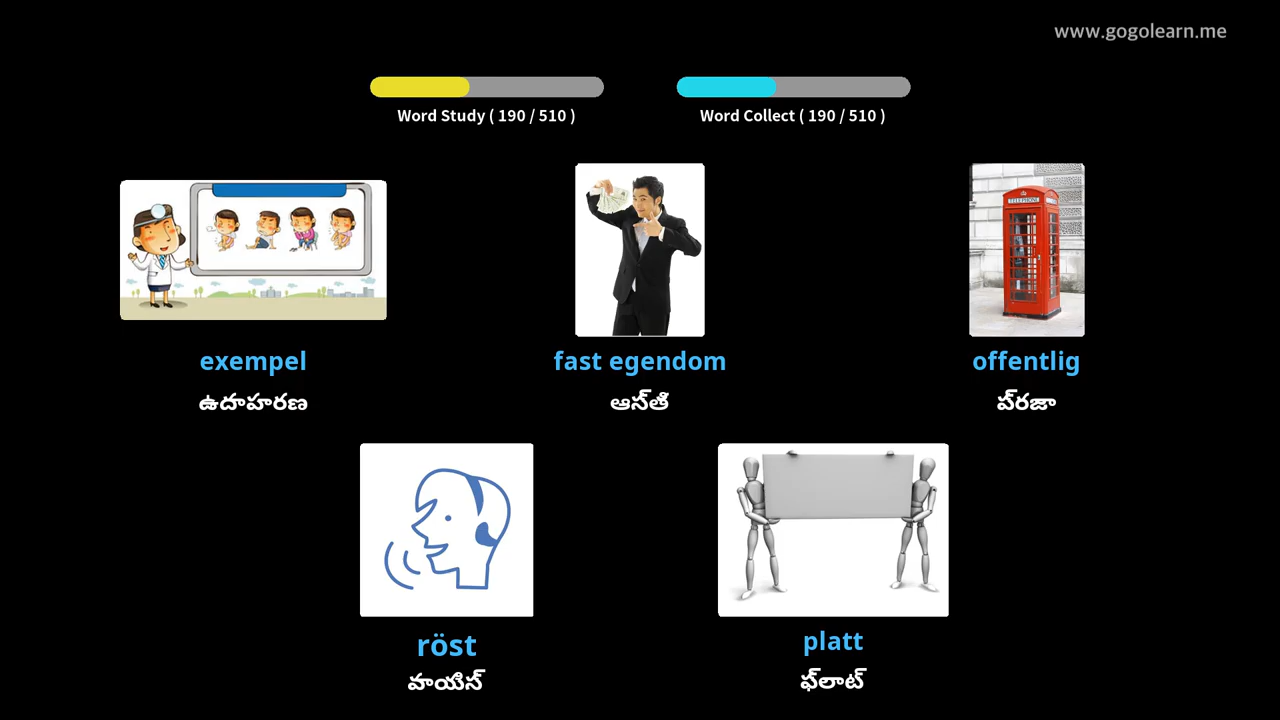 www.gogolearn.me
Word Study ( 190 / 510 )
Word Collect ( 190 / 510 )
TELEPHONE
exempel
fast egendom
offentlig
ఉదాహరణ
ఆస్తి
ప్రజా
röst
platt
వాయిస్
ఫ్లాట్